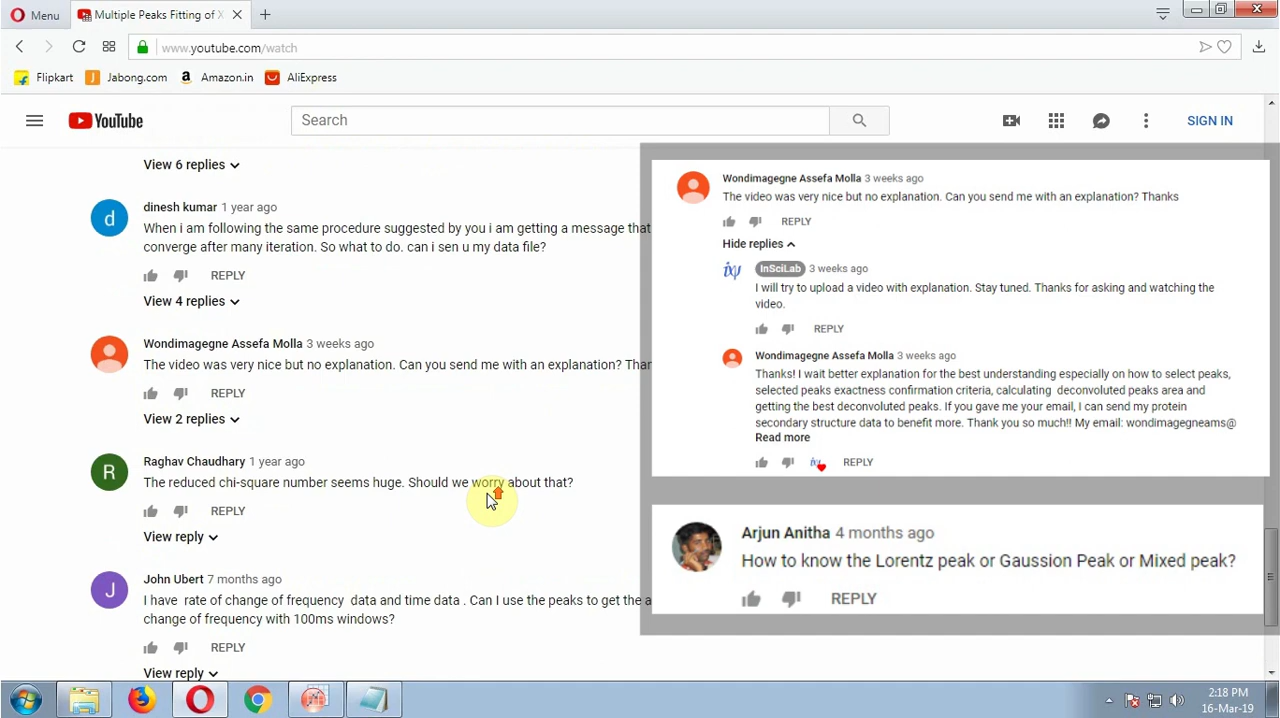 Menu
Multiple Peaks Fitting of X
www.youtube.com/watch
Flipkart
Jabong.com
Amazon.in
AliExpress
YouTube
Search
SIGN IN
View 6 replies
dinesh kumar 1 year ago
When i am following the same procedure suggested by you i am getting a message that
converge after many iteration. So what to do. can i sen u my data file?
REPLY
View 4 replies
Wondimagegne Assefa Molla 3 weeks ago
The video was very nice but no explanation. Can you send me with an explanation? Than
REPLY
View 2 replies
R
Raghav Chaudhary 1 year ago
The reduced chi-square number seems huge. Should we worry about that?
REPLY
View reply
J
John Ubert 7 months ago
I have rate of change of frequency data and time data . Can I use the peaks to get the a
change of frequency with 100ms windows?
REPLY
View reply
Wondimagegne Assefa Molla 3 weeks ago
The video was very nice but no explanation. Can you send me with an explanation? Thanks
REPLY
Hide replies
InSciLab 3 weeks ago
I will try to upload a video with explanation. Stay tuned. Thanks for asking and watching the
video.
REPLY
Wondimagegne Assefa Molla 3 weeks ago
Thanks! I wait better explanation for the best understanding especially on how to select peaks,
selected peaks exactness confirmation criteria, calculating deconvoluted peaks area and
getting the best deconvoluted peaks. If you gave me your email, I can send my protein
secondary structure data to benefit more. Thank you so much!! My email: wondimagegneams@
Read more
REPLY
Arjun Anitha 4 months ago
How to know the Lorentz peak or Gaussion Peak or Mixed peak?
REPLY
2:18 PM
16-Mar-19